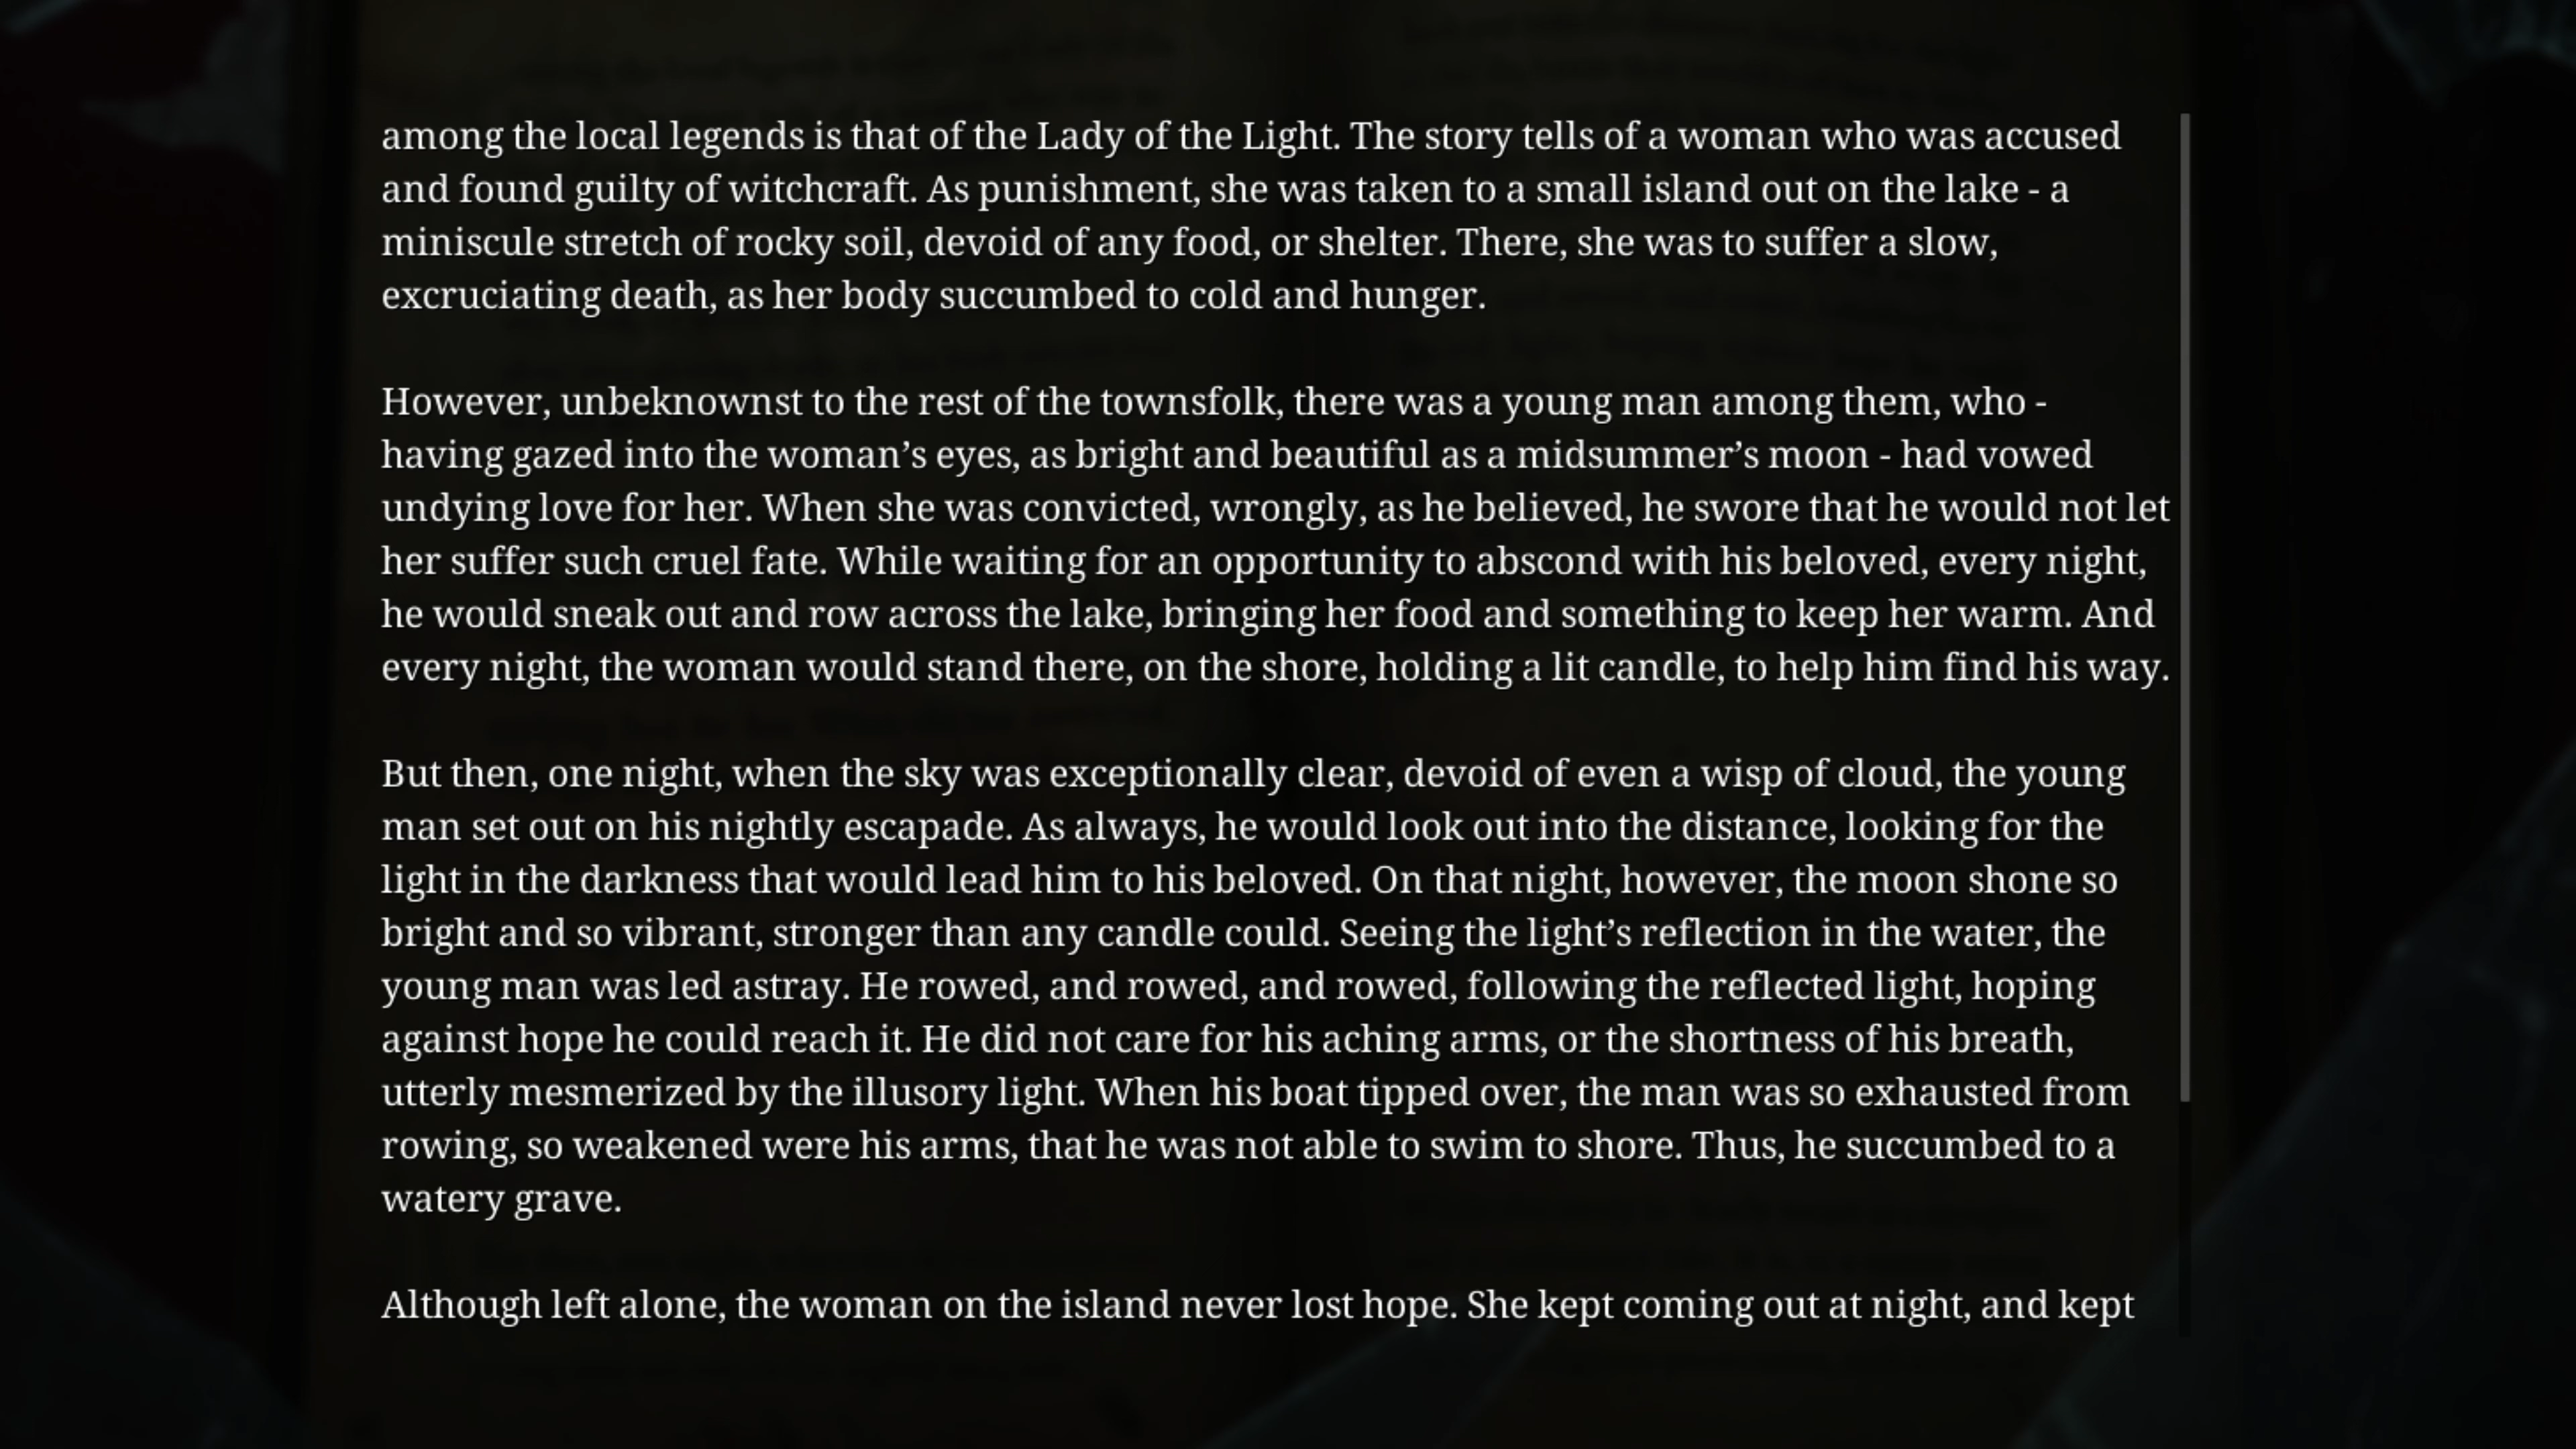 among the local legends is that of the Lady of the Light. The story tells of a woman who was accused
and found guilty of witchcraft. As punishment, she was taken to a small island out on the lake - a
miniscule stretch of rocky soil, devoid of any food, or shelter. There, she was to suffer a slow,
excruciating death, as her body succumbed to cold and hunger.
However, unbeknownst to the rest of the townsfolk, there was a young man among them, who -
having gazed into the woman’s eyes, as bright and beautiful as a midsummer’s moon - had vowed
undying love for her. When she was convicted, wrongly, as he believed, he swore that he would not let
her suffer such cruel fate. While waiting for an opportunity to abscond with his beloved, every night,
he would sneak out and row across the lake, bringing her food and something to keep her warm. And
every night, the woman would stand there, on the shore, holding a lit candle, to help him find his way.
But then, one night, when the sky was exceptionally clear, devoid of even a wisp of cloud, the young
man set out on his nightly escapade. As always, he would look out into the distance, looking for the
light in the darkness that would lead him to his beloved. On that night, however, the moon shone so
bright and so vibrant, stronger than any candle could. Seeing the light’s reflection in the water, the
young man was led astray. He rowed, and rowed, and rowed, following the reflected light, hoping
against hope he could reach it. He did not care for his aching arms, or the shortness of his breath,
utterly mesmerized by the illusory light. When his boat tipped over, the man was so exhausted from
rowing, so weakened were his arms, that he was not able to swim to shore. Thus, he succumbed to a
watery grave.
Although left alone, the woman on the island never lost hope. She kept coming out at night, and kept